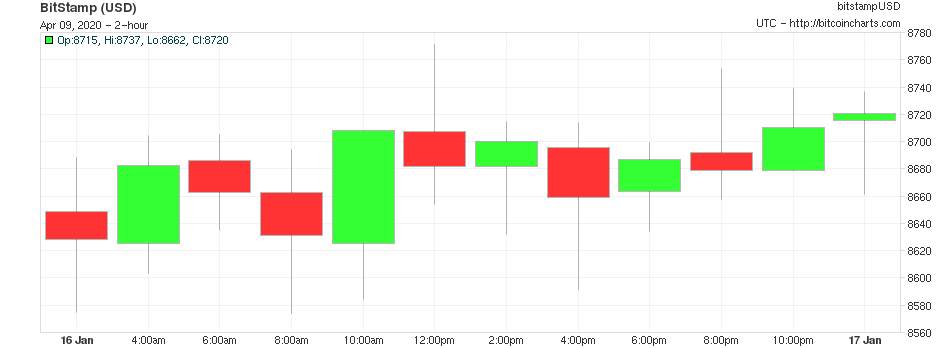 BitStamp (USD)
bitstampUSD
Apr 09, 2020 - 2-hour
UTC - http://bitcoincharts.com
Op:8715, Hi:8737, Lo:8662, Cl:8720
8780
8760
8740
8720
8700
8680
8660
8640
8620
8600
8580
8560
16 Jan 4:00am 6:00am 8:00am 10:00am 12:00pm 2:00pm 4:00pm 6:00pm 8:00pm 10:00pm 17 Jan